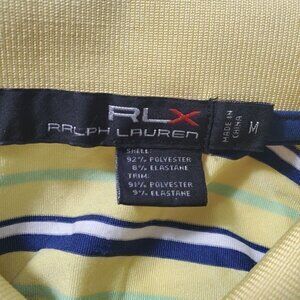 RLX
RALPH LAUREN
MADE IN
CHINA
M
SHELL:
92% POLYESTER
8% ELASTANE
TRIM:
91% POLYESTER
9% ELASTANE